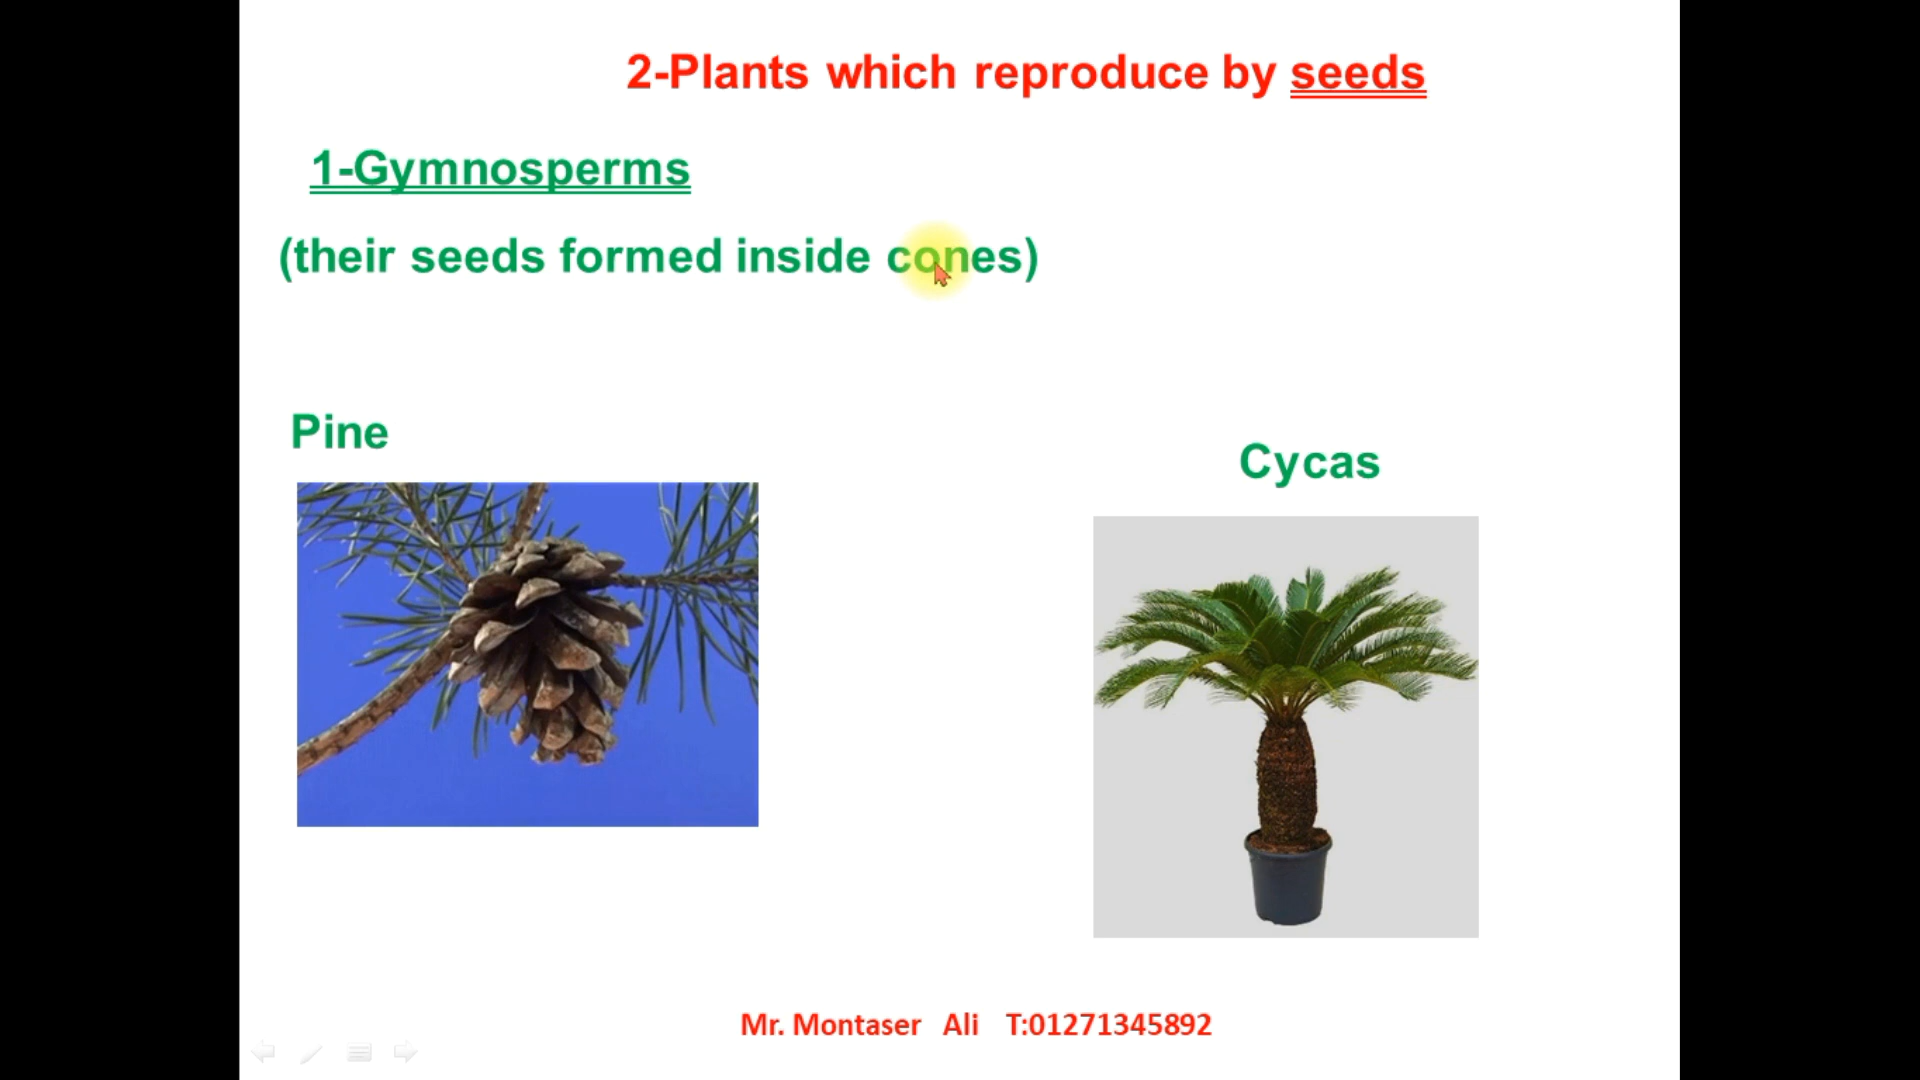 2-Plants which reproduce by seeds
1-Gymnosperms
(their seeds formed inside cones)
Pine
Cycas
Mr. Montaser Ali T:01271345892